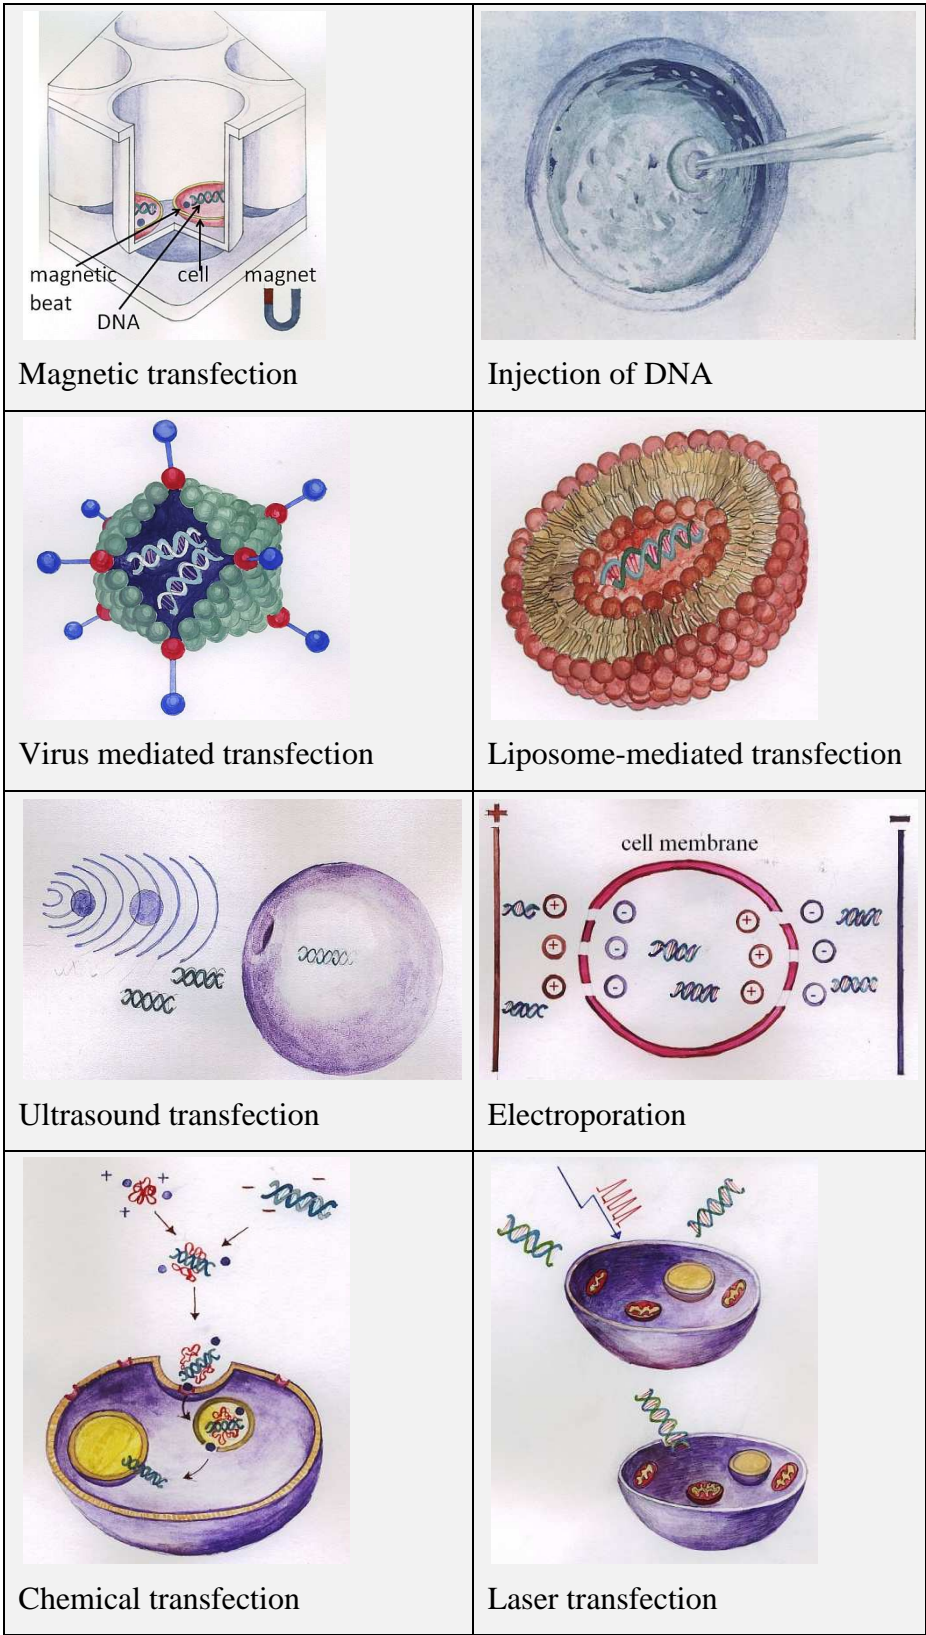 magnetic cell magnet
beat
DNA
Magnetic transfection
Injection of DNA
Virus mediated transfection
Liposome-mediated transfection
+ −
cell membrane
+ - + -
+ - + -
+ - + -
Ultrasound transfection
Electroporation
+ −
+ −
−
Chemical transfection
Laser transfection